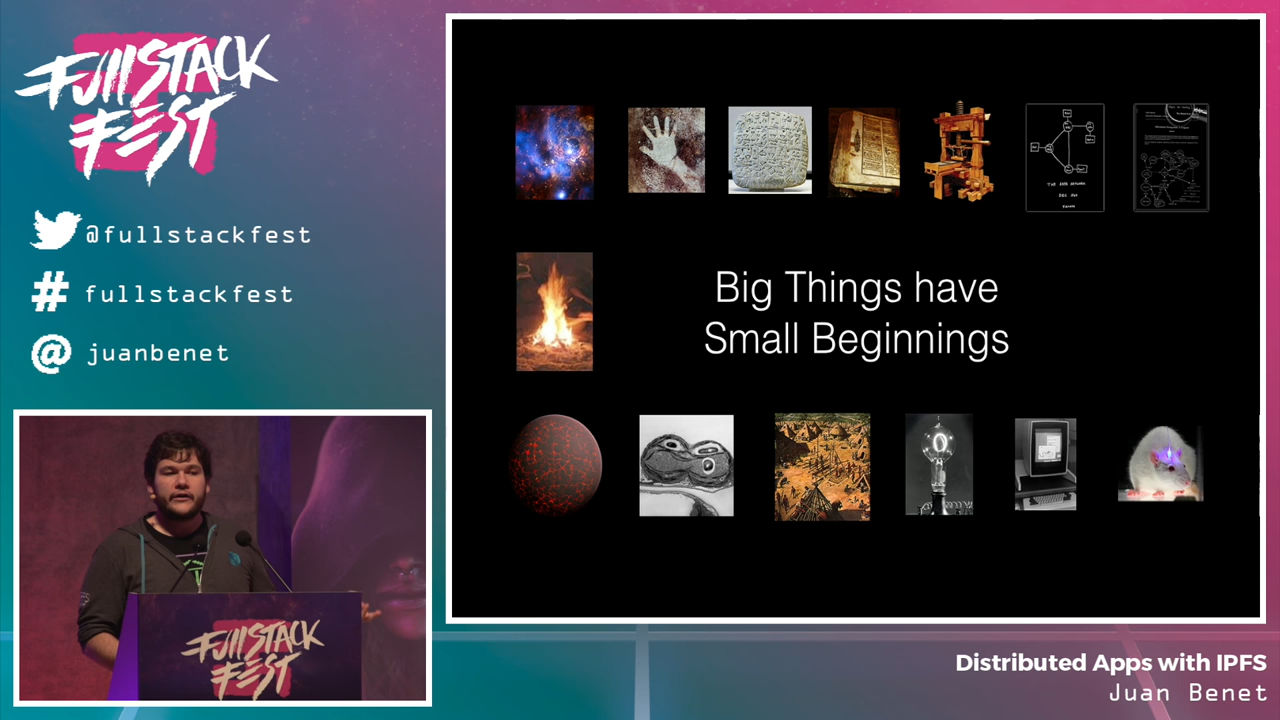 FullStack
Fest
@fullstackfest
# fullstackfest
@ juanbenet
Big Things have
Small Beginnings
FullStack
Fest
Distributed Apps with IPFS
Juan Benet